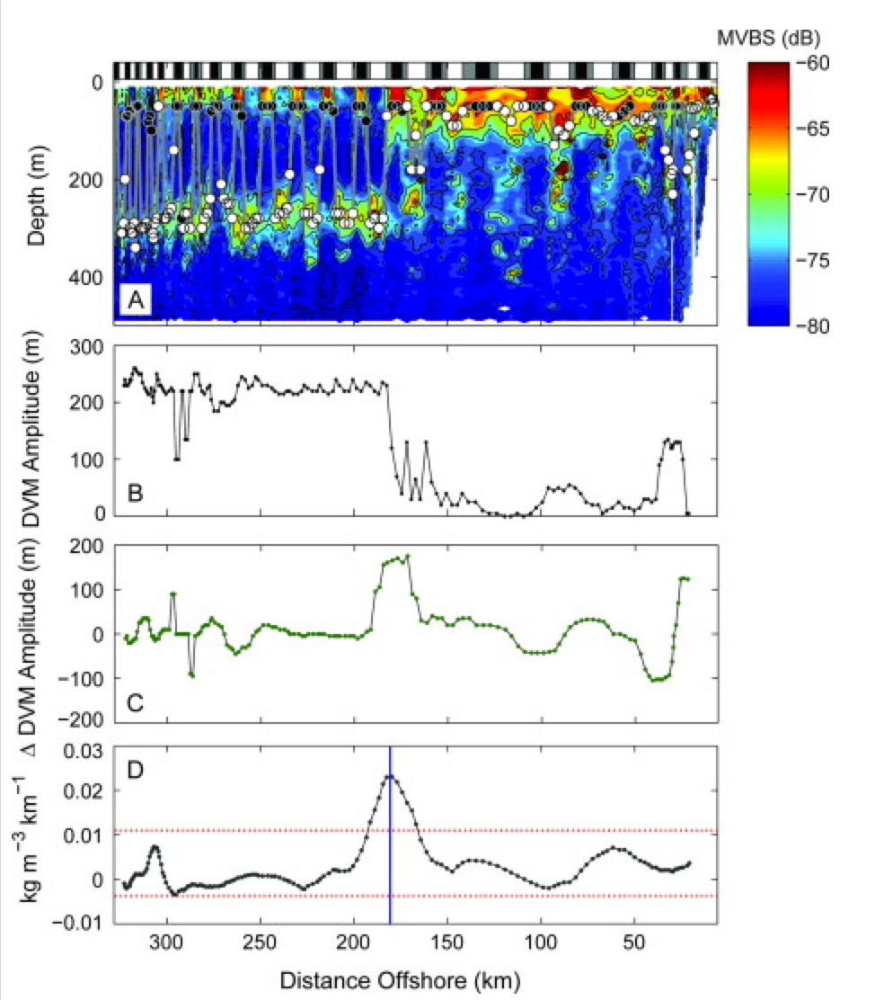 MVBS (dB)
−60
−65
−70
−75
−80
0
200
400
Depth (m)
A
300
200
100
0
DVM Amplitude (m)
B
200
100
0
−100
−200
Δ DVM Amplitude (m)
C
0.03
0.02
0.01
0
−0.01
kg m−3 km−1
D
300 250 200 150 100 50
Distance Offshore (km)